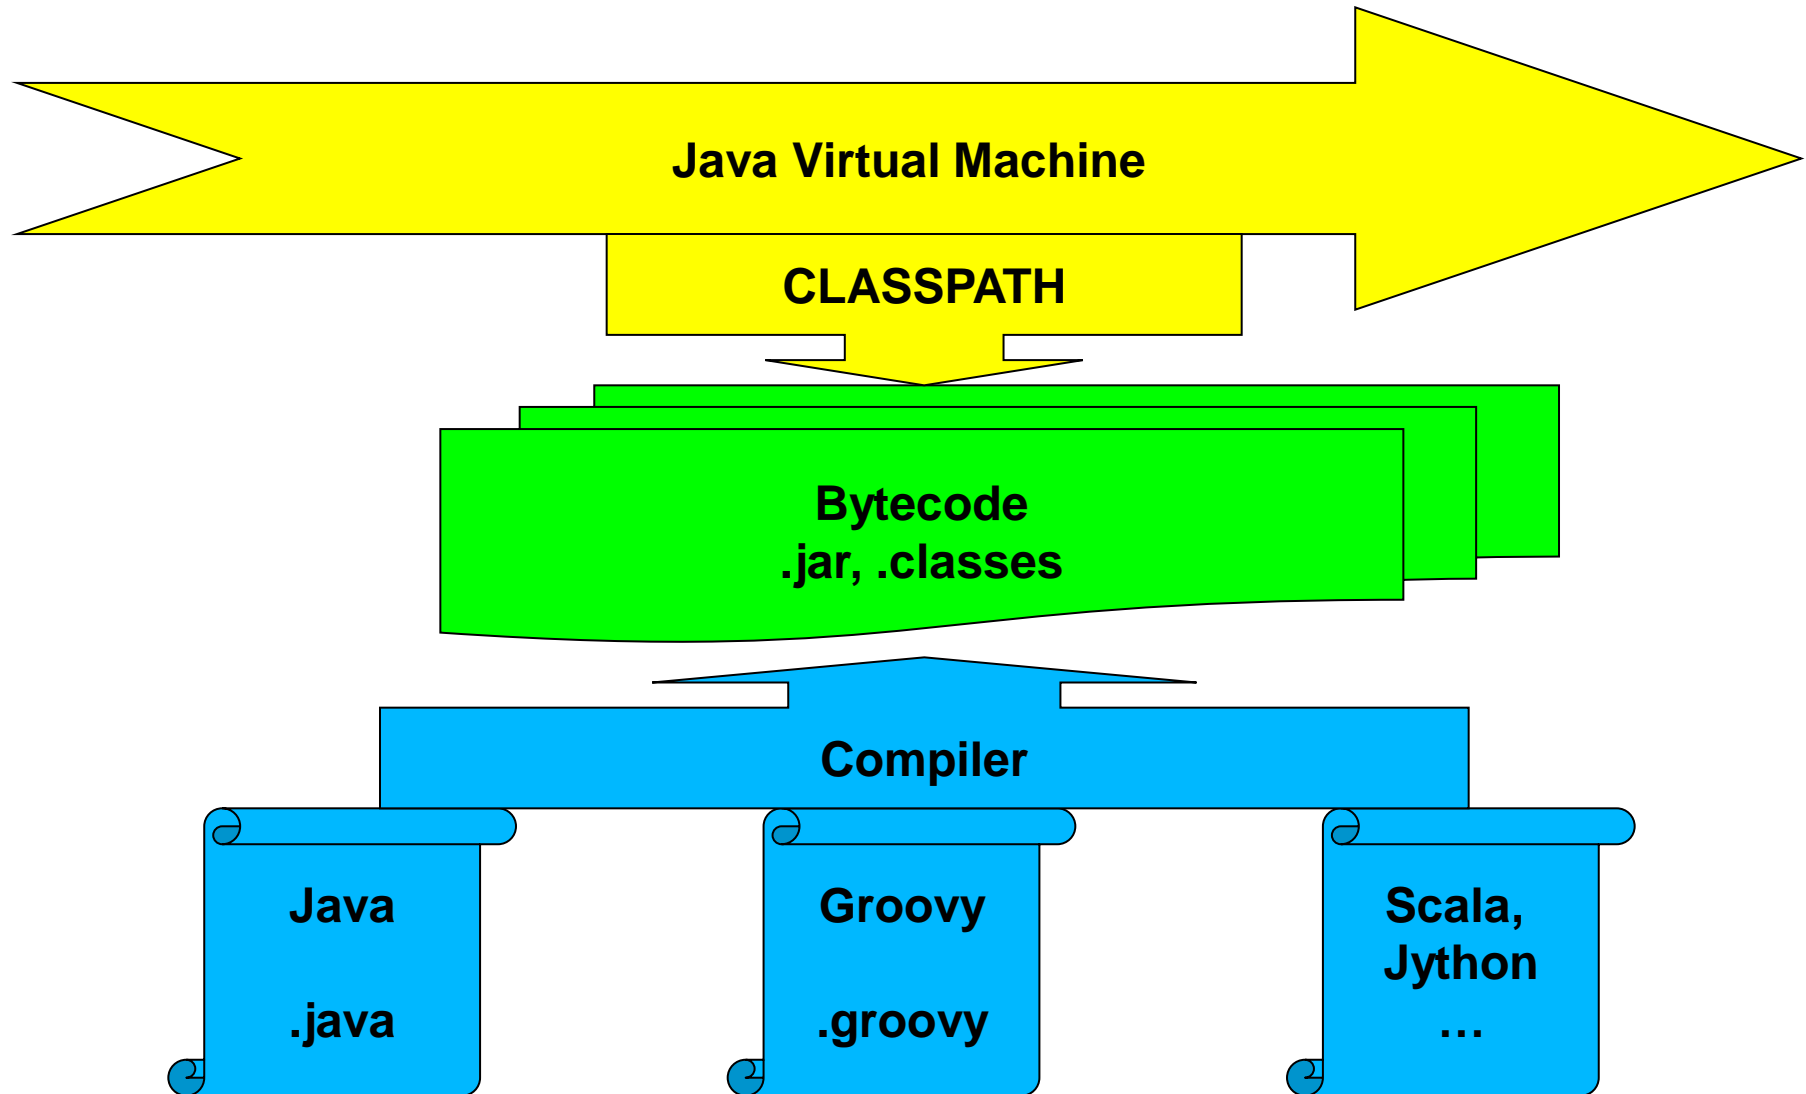 Java Virtual Machine
CLASSPATH
Bytecode
.jar, .classes
Compiler
Java
.java
Groovy
.groovy
Scala,
Jython
…